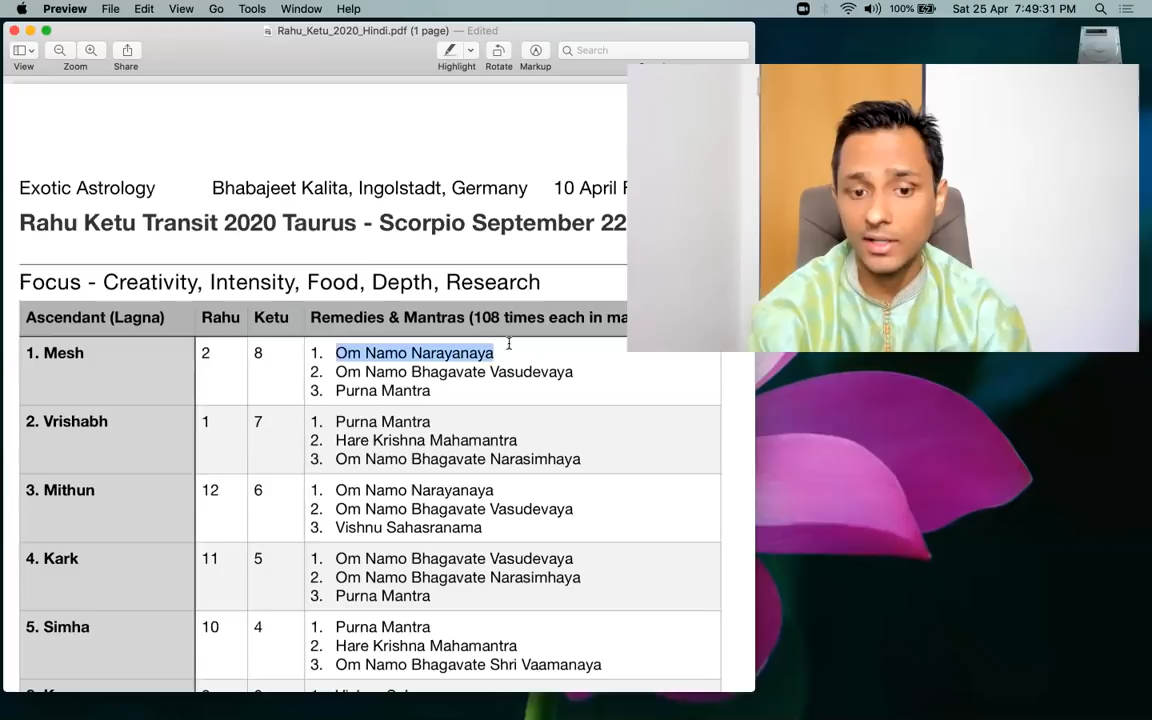 Preview File Edit View Go Tools Window Help 100% Sat 25 Apr 7:49:31 PM
Rahu_Ketu_2020_Hindi.pdf (1 page) — Edited
Search
View Zoom Share Highlight Rotate Markup
Exotic Astrology Bhabajeet Kalita, Ingolstadt, Germany 10 April
Rahu Ketu Transit 2020 Taurus - Scorpio September 22
Focus - Creativity, Intensity, Food, Depth, Research
Ascendant (Lagna) Rahu Ketu Remedies & Mantras (108 times each in
1. Mesh 2 8 1. Om Namo Narayanaya
2. Om Namo Bhagavate Vasudevaya
3. Purna Mantra
2. Vrishabh 1 7 1. Purna Mantra
2. Hare Krishna Mahamantra
3. Om Namo Bhagavate Narasimhaya
3. Mithun 12 6 1. Om Namo Narayanaya
2. Om Namo Bhagavate Vasudevaya
3. Vishnu Sahasranama
4. Kark 11 5 1. Om Namo Bhagavate Vasudevaya
2. Om Namo Bhagavate Narasimhaya
3. Purna Mantra
5. Simha 10 4 1. Purna Mantra
2. Hare Krishna Mahamantra
3. Om Namo Bhagavate Shri Vaamanaya